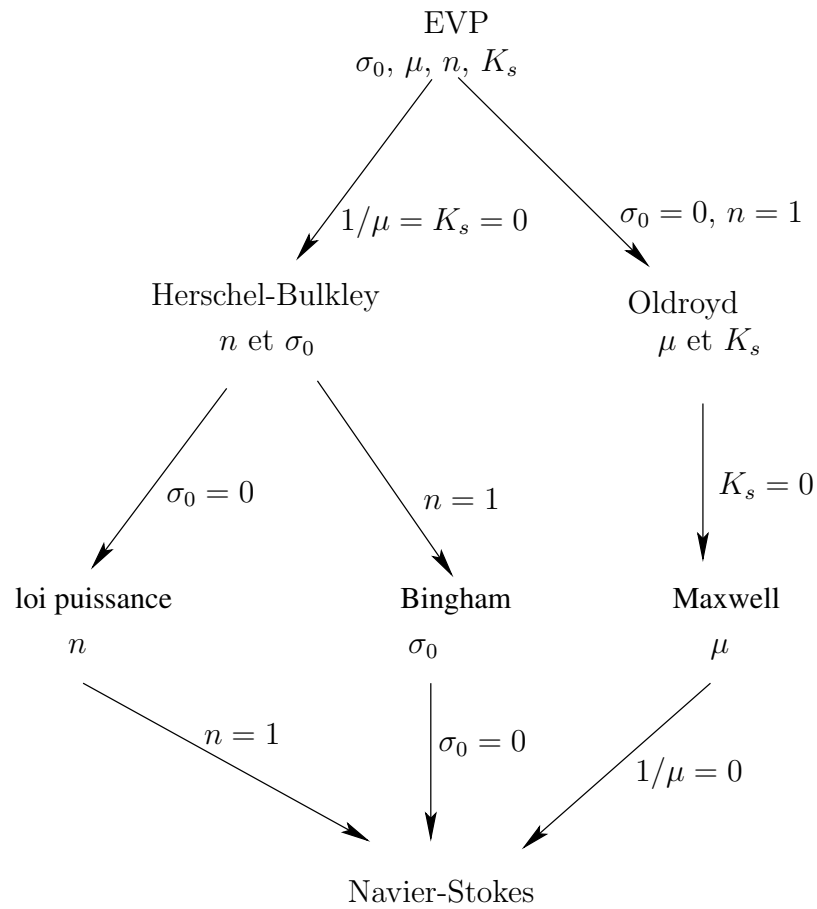 EVP
σ₀, μ, n, Kₛ
1/μ = Kₛ = 0
σ₀ = 0, n = 1
Herschel-Bulkley
Oldroyd
n et σ₀
μ et Kₛ
σ₀ = 0
n = 1
Kₛ = 0
loi puissance
Bingham
Maxwell
n
σ₀
μ
n = 1
σ₀ = 0
1/μ = 0
Navier-Stokes